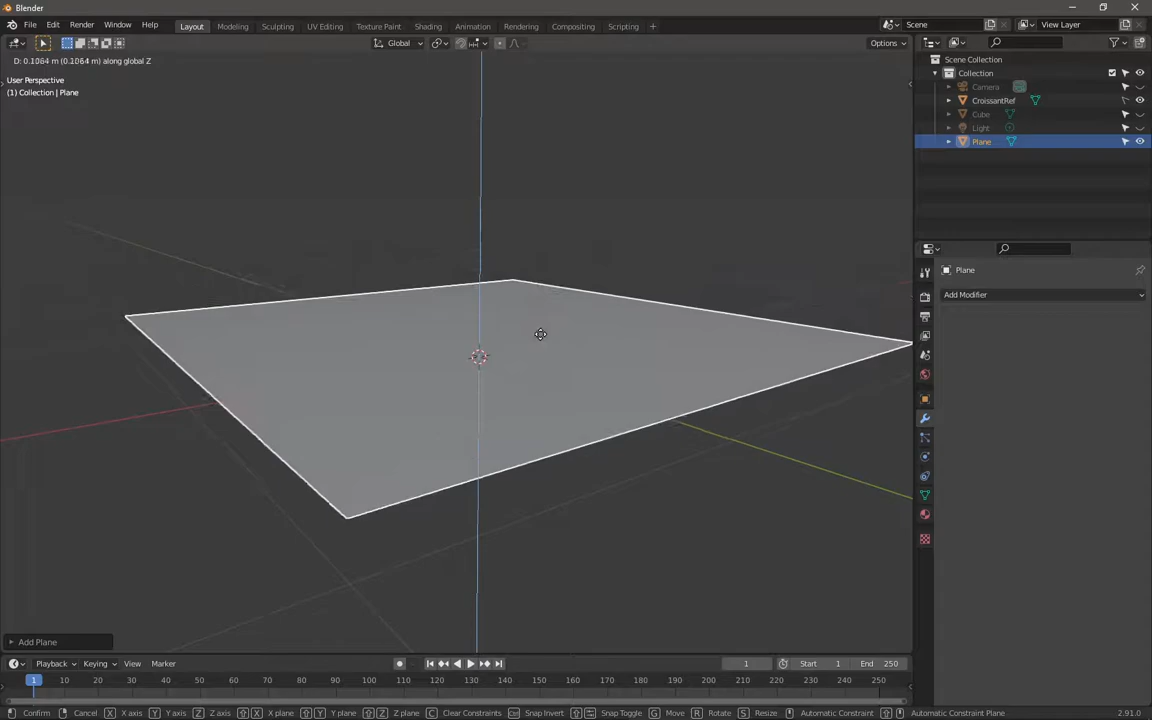 Blender
File Edit Render Window Help Layout Modeling Sculpting UV Editing Texture Paint Shading Animation Rendering Compositing Scripting + Scene View Layer
Global Options
D: 0.1064 m (0.1064 m) along global Z
User Perspective
(1) Collection | Plane
Scene Collection
Collection
Camera
CroissantRef
Cube
Light
Plane
Plane
Add Modifier
Add Plane
Playback Keying View Marker 1 Start 1 End 250
1 10 20 30 40 50 60 70 80 90 100 110 120 130 140 150 160 170 180 190 200 210 220 230 240 250
Confirm Cancel X X axis Y Y axis Z Z axis X X plane Y Y plane Z Z plane C Clear Constraints Ctrl Snap Invert Snap Toggle G Move R Rotate S Resize Automatic Constraint Automatic Constraint Plane 2.91.0